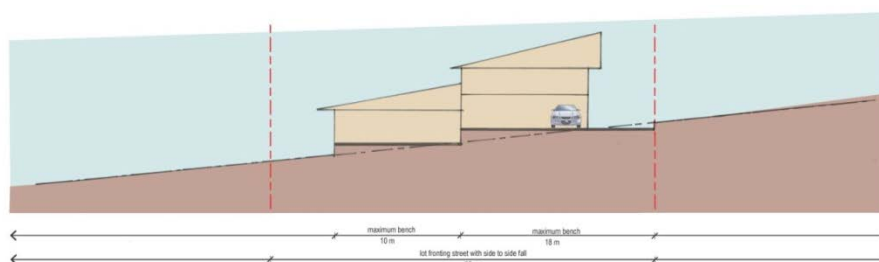 maximum bench
10 m
maximum bench
18 m
lot fronting street with side to side fall